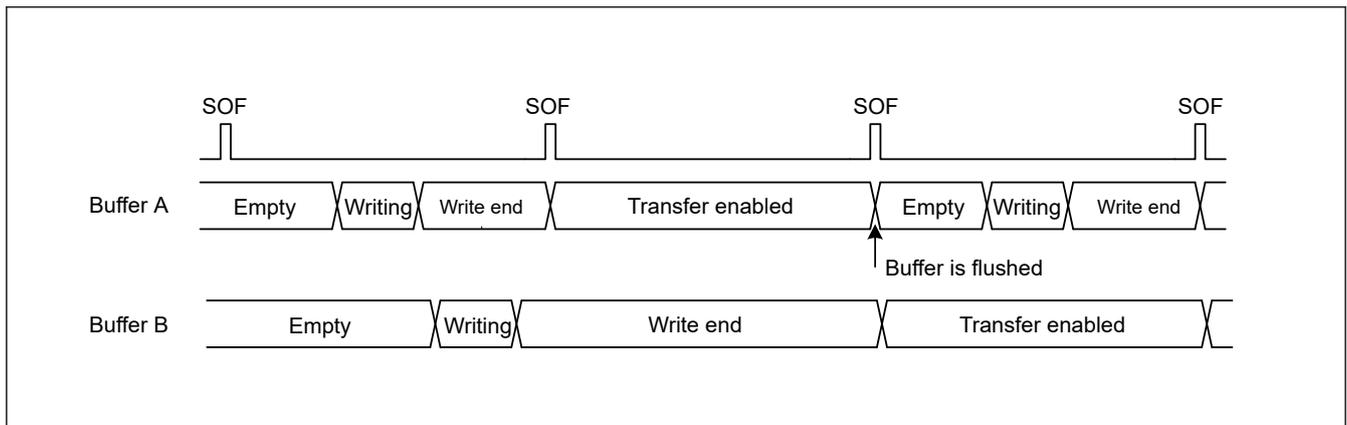 SOF SOF SOF SOF
Buffer A Empty Writing Write end Transfer enabled Empty Writing Write end
Buffer is flushed
Buffer B Empty Writing Write end Transfer enabled